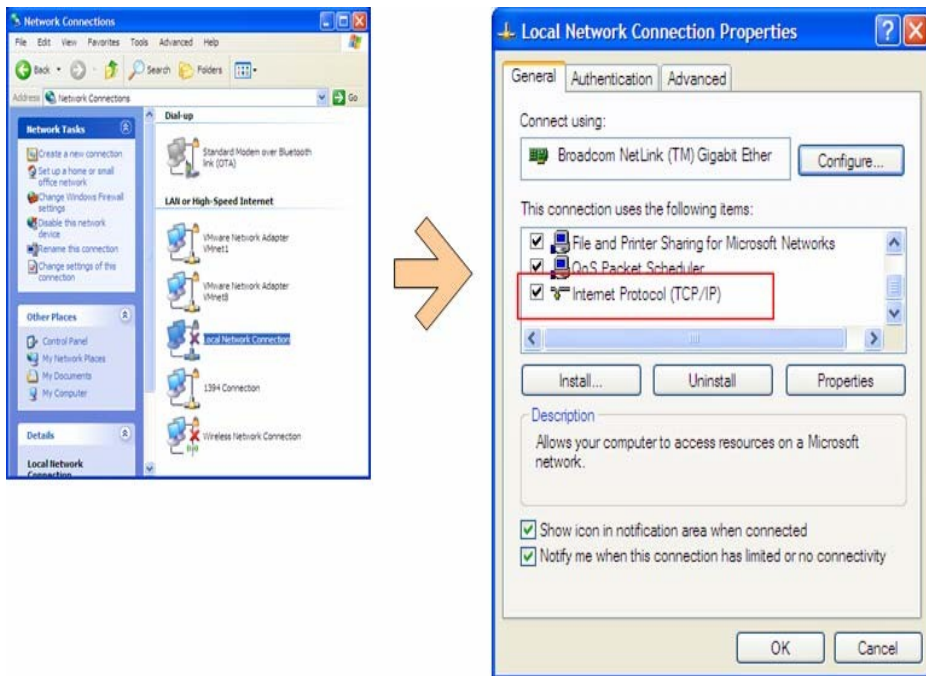 Network Connections
File Edit View Favorites Tools Advanced Help
Back Search Folders
Address Network Connections Go
Network Tasks
Create a new connection
Set up a home or small
office network
Change Windows Firewall
settings
Disable this network
device
Rename this connection
Change settings of this
connection
Other Places
Control Panel
My Network Places
My Documents
My Computer
Details
Local Network
Connection
Dial-up
Standard Modem over Bluetooth
link (OTA)
LAN or High-Speed Internet
VMware Network Adapter
VMnet1
VMware Network Adapter
VMnet8
Local Network Connection
1394 Connection
Wireless Network Connection
Local Network Connection Properties
General Authentication Advanced
Connect using:
Broadcom NetLink (TM) Gigabit Ether Configure...
This connection uses the following items:
File and Printer Sharing for Microsoft Networks
QoS Packet Scheduler
Internet Protocol (TCP/IP)
Install... Uninstall Properties
Description
Allows your computer to access resources on a Microsoft
network.
Show icon in notification area when connected
Notify me when this connection has limited or no connectivity
OK Cancel